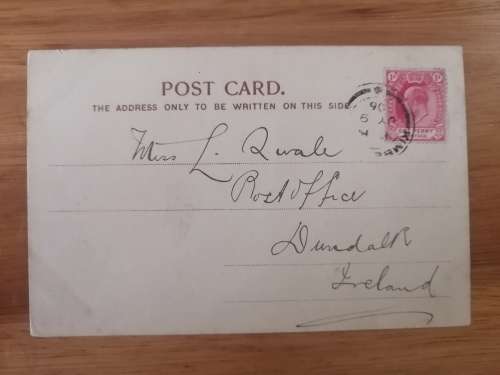 POST CARD.
THE ADDRESS ONLY TO BE WRITTEN ON THIS SIDE.
Miss L. Quale
Post Office
Dundalk
Ireland